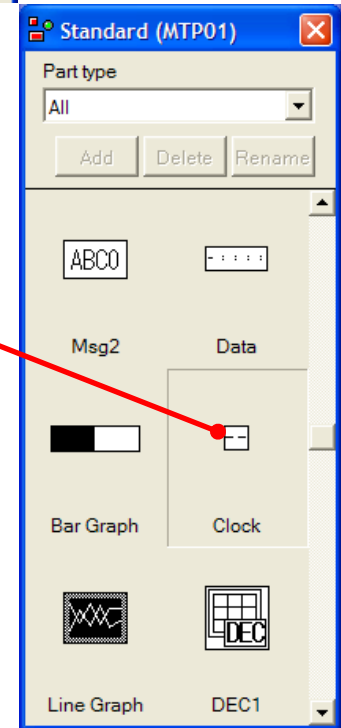 Standard (MTP01)
Part type
All
Add Delete Rename
ABC0
Msg2 Data
Bar Graph Clock
DEC
Line Graph DEC1